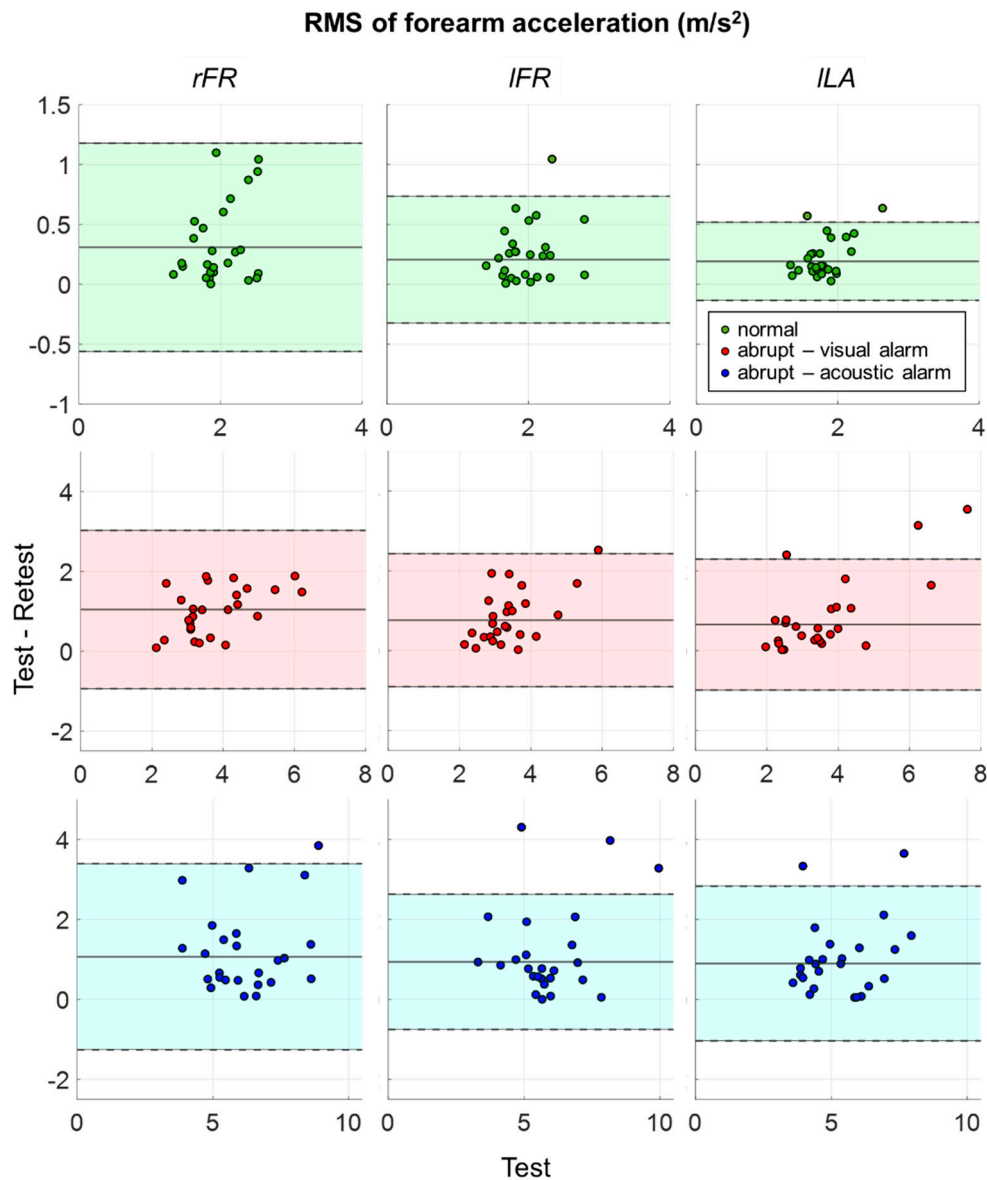 RMS of forearm acceleration (m/s²)
rFR
lFR
lLA
1.5
1
0.5
0
-0.5
-1
0 2 4
0 2 4
0 2 4
normal
abrupt – visual alarm
abrupt – acoustic alarm
Test - Retest
4
2
0
-2
0 2 4 6 8
0 2 4 6 8
0 2 4 6 8
4
2
0
-2
0 5 10
0 5 10
0 5 10
Test